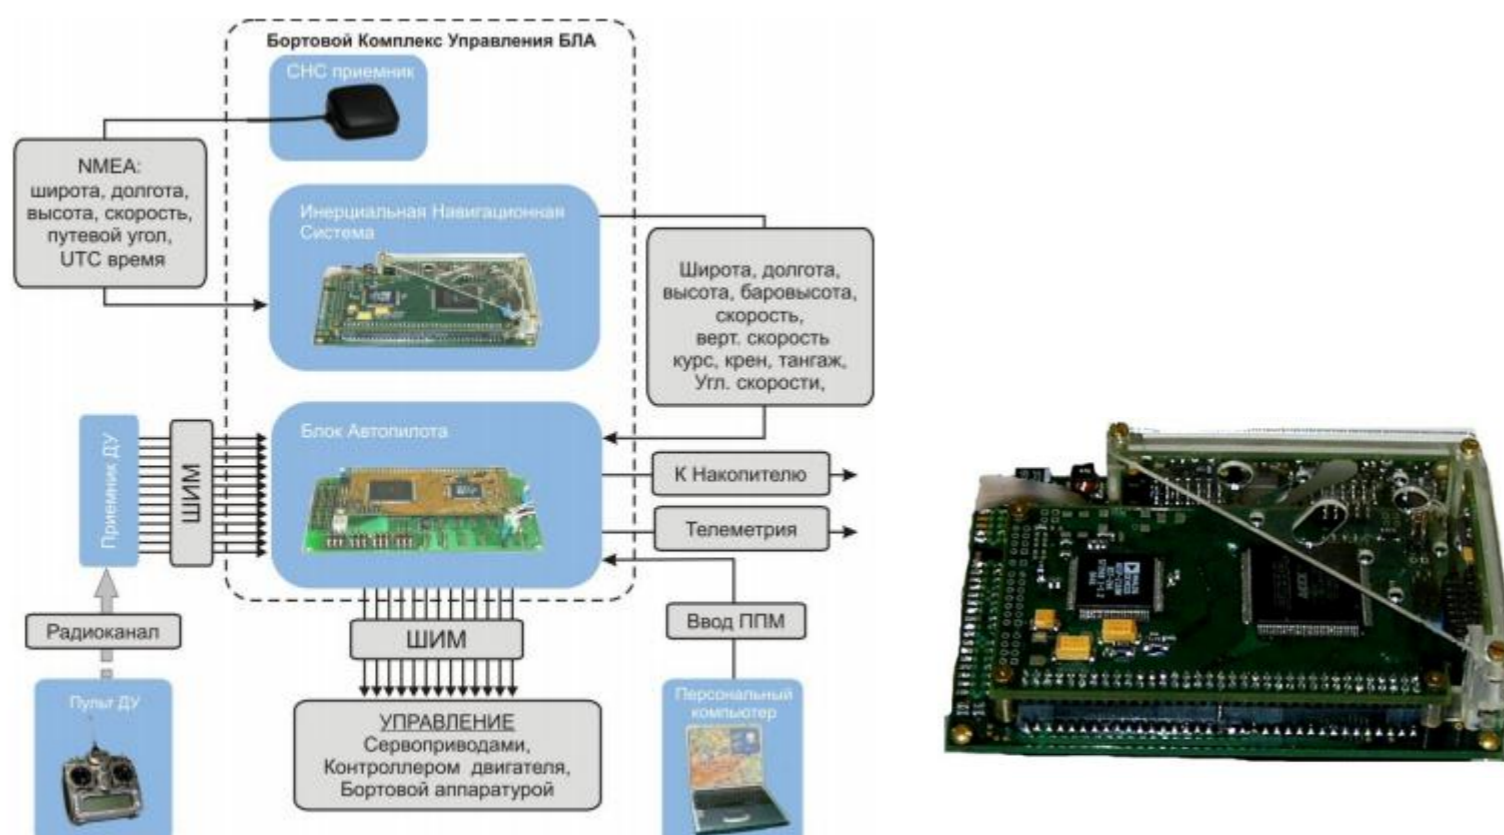 Бортовой Комплекс Управления БЛА
СНС приемник
NMEA:
широта, долгота,
высота, скорость,
путевой угол,
UTC время
Инерциальная Навигационная
Система
Широта, долгота,
высота, баровысота,
скорость,
верт. скорость
курс, крен, тангаж,
Угл. скорости,
Блок Автопилота
Приемник ДУ
ШИМ
К Накопителю
Телеметрия
Радиоканал
ШИМ
Ввод ППМ
Пульт ДУ
УПРАВЛЕНИЕ
Сервоприводами,
Контроллером двигателя,
Бортовой аппаратурой
Персональный
компьютер